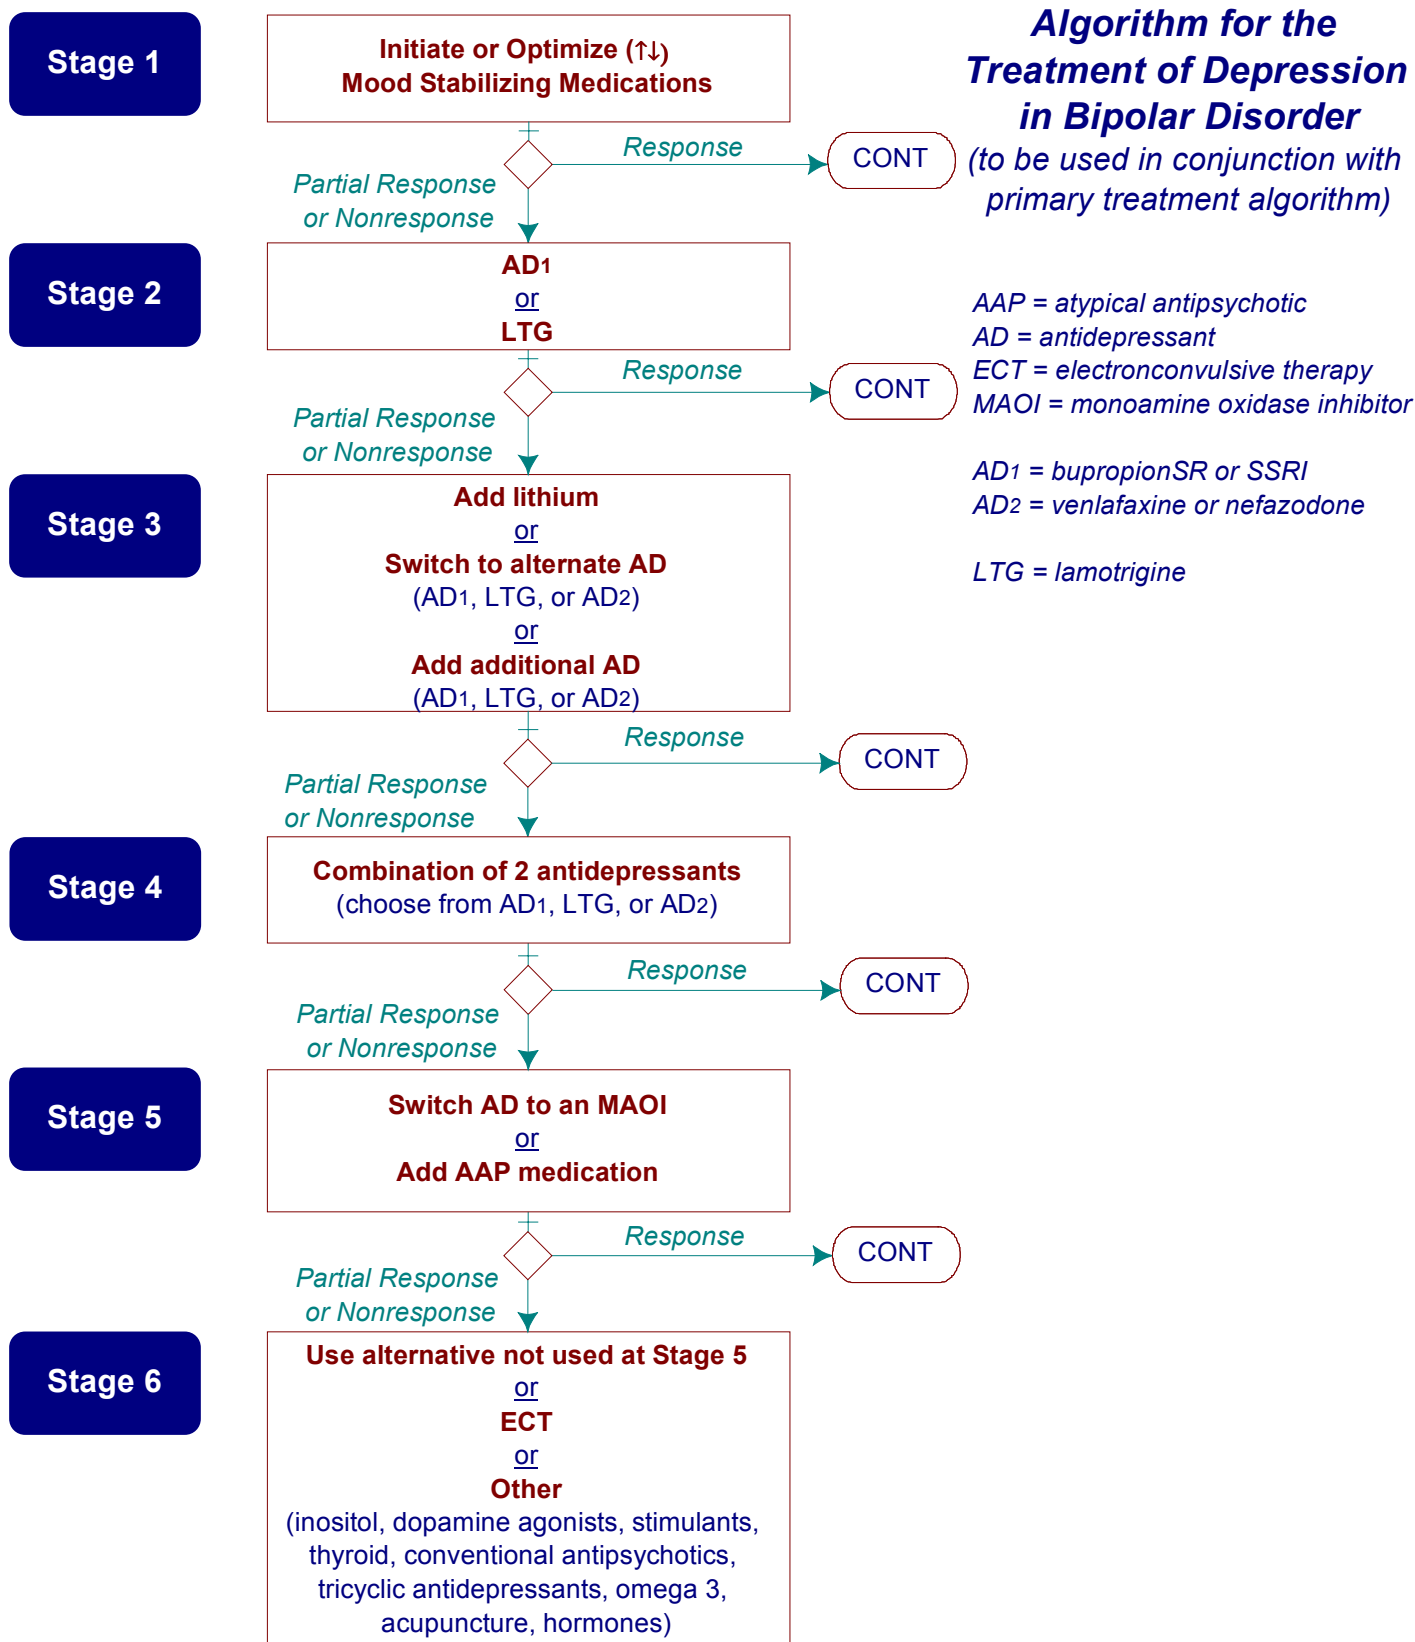 Algorithm for the
Treatment of Depression
in Bipolar Disorder
(to be used in conjunction with
primary treatment algorithm)
AAP = atypical antipsychotic
AD = antidepressant
ECT = electronconvulsive therapy
MAOI = monoamine oxidase inhibitor
AD1 = bupropionSR or SSRI
AD2 = venlafaxine or nefazodone
LTG = lamotrigine
Stage 1
Initiate or Optimize (↑↓)
Mood Stabilizing Medications
Response
CONT
Partial Response
or Nonresponse
Stage 2
AD1
or
LTG
Response
CONT
Partial Response
or Nonresponse
Stage 3
Add lithium
or
Switch to alternate AD
(AD1, LTG, or AD2)
or
Add additional AD
(AD1, LTG, or AD2)
Response
CONT
Partial Response
or Nonresponse
Stage 4
Combination of 2 antidepressants
(choose from AD1, LTG, or AD2)
Response
CONT
Partial Response
or Nonresponse
Stage 5
Switch AD to an MAOI
or
Add AAP medication
Response
CONT
Partial Response
or Nonresponse
Stage 6
Use alternative not used at Stage 5
or
ECT
or
Other
(inositol, dopamine agonists, stimulants,
thyroid, conventional antipsychotics,
tricyclic antidepressants, omega 3,
acupuncture, hormones)